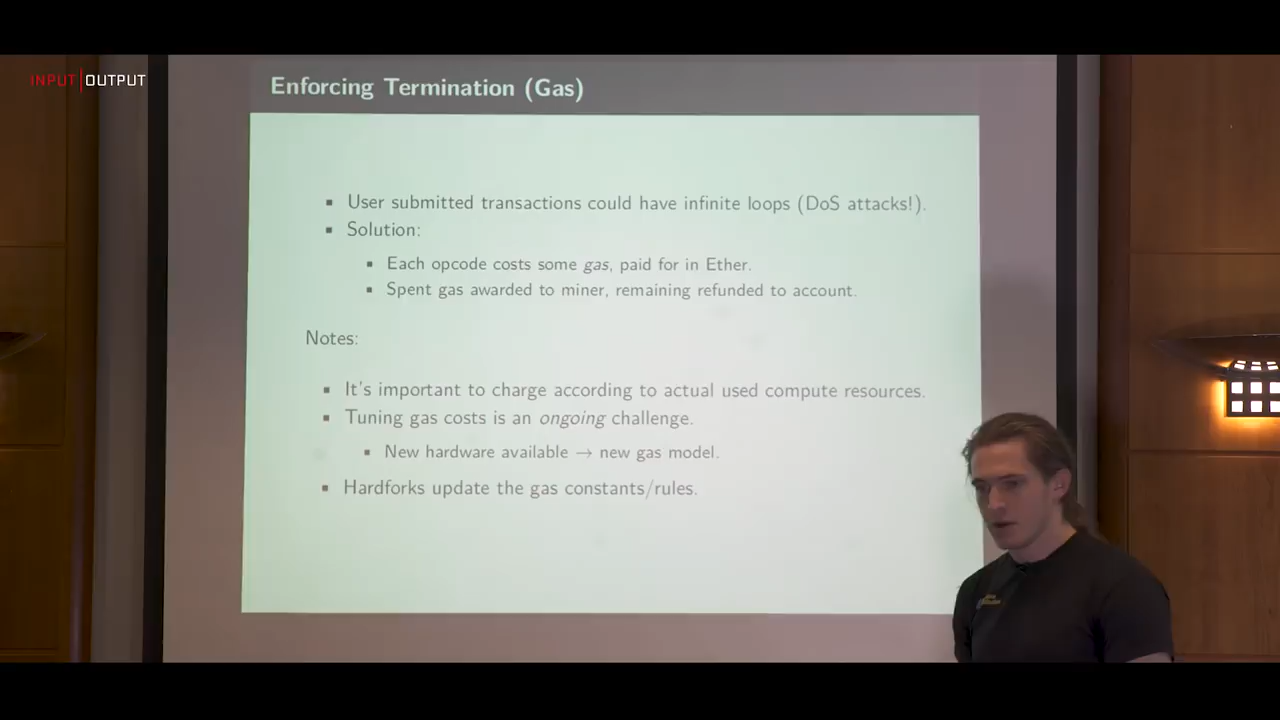 INPUT|OUTPUT
Enforcing Termination (Gas)
▪ User submitted transactions could have infinite loops (DoS attacks!).
▪ Solution:
▪ Each opcode costs some gas, paid for in Ether.
▪ Spent gas awarded to miner, remaining refunded to account.
Notes:
▪ It's important to charge according to actual used compute resources.
▪ Tuning gas costs is an ongoing challenge.
▪ New hardware available → new gas model.
▪ Hardforks update the gas constants/rules.